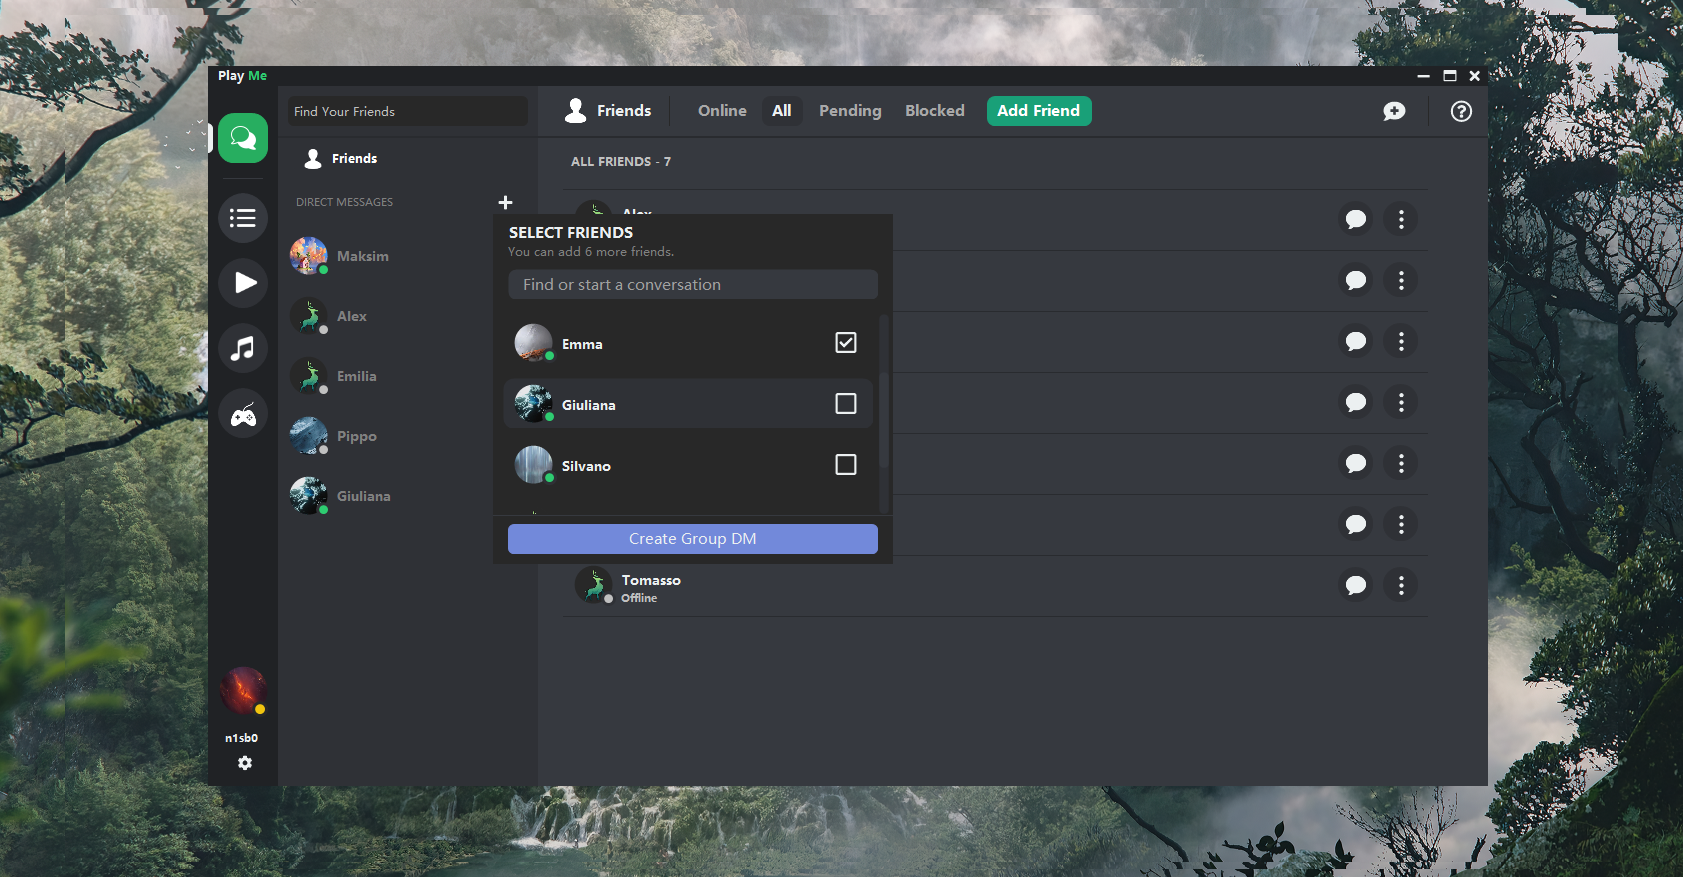 Play Me
Find Your Friends
Friends
Online
All
Pending
Blocked
Add Friend
Friends
DIRECT MESSAGES
Maksim
Alex
Emilia
Pippo
Giuliana
n1sb0
ALL FRIENDS - 7
Alex
SELECT FRIENDS
You can add 6 more friends.
Find or start a conversation
Emma
Giuliana
Silvano
Create Group DM
Tomasso
Offline